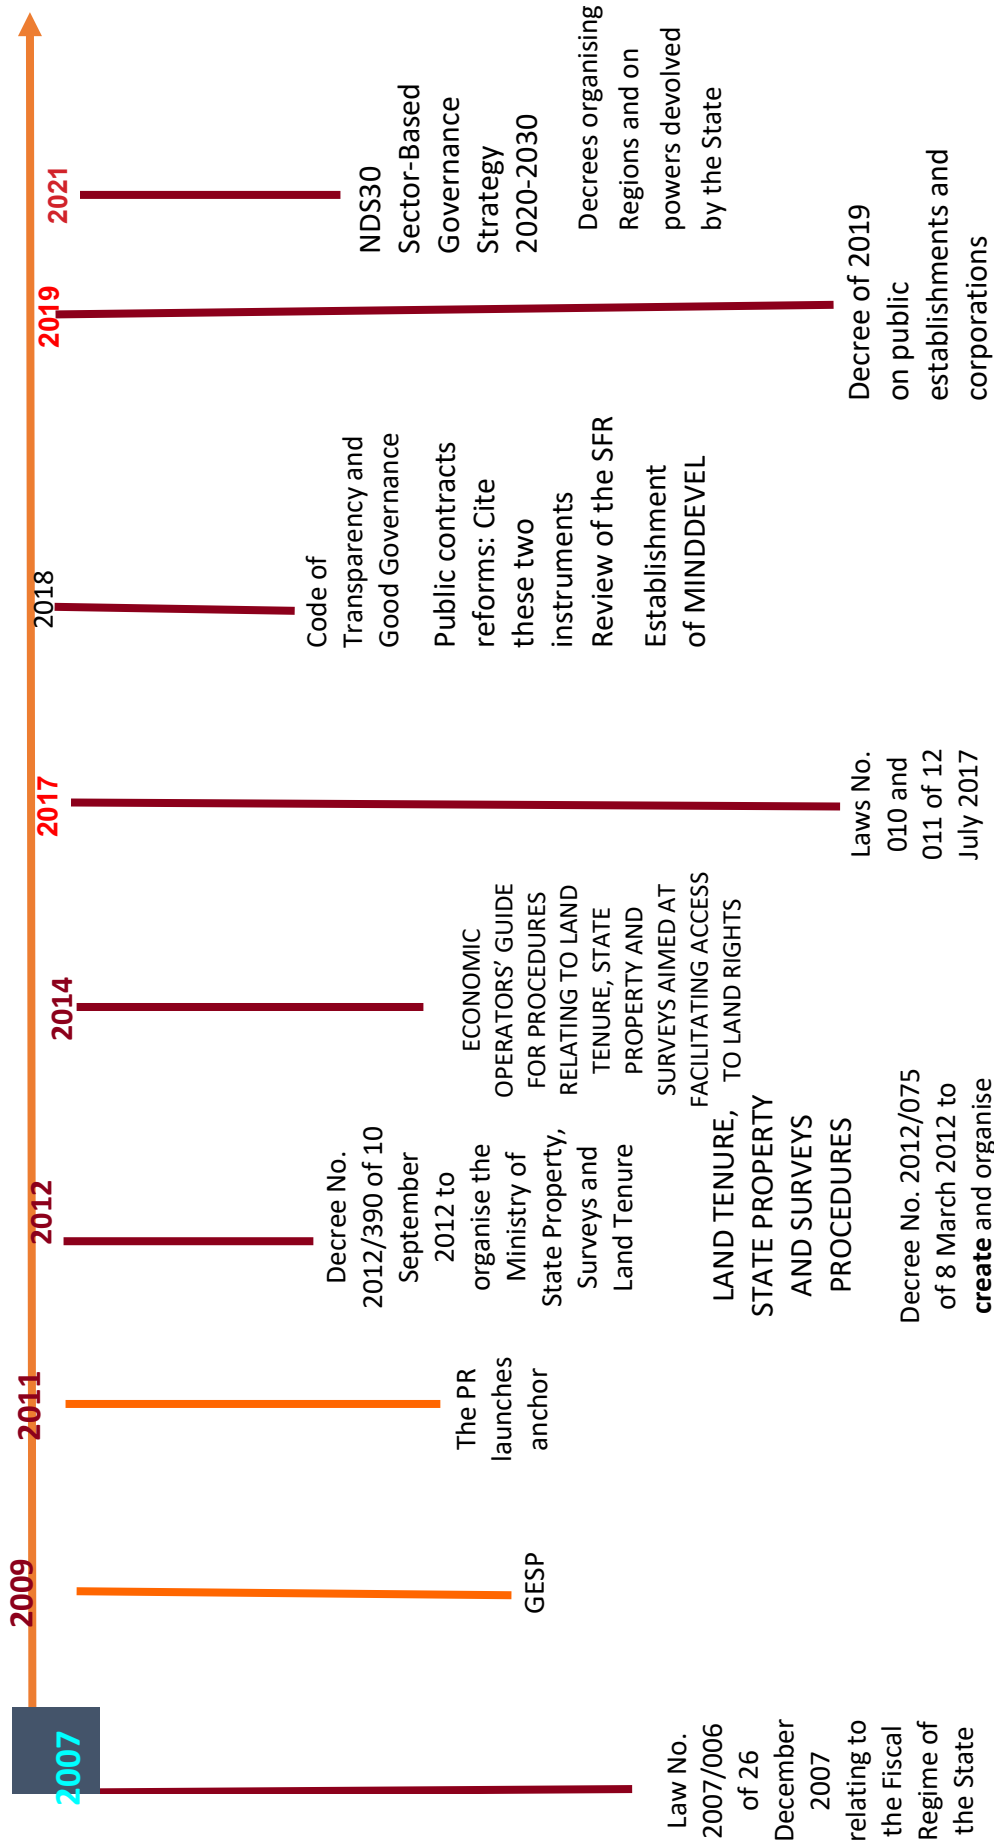 2007
Law No.
2007/006
of 26
December
2007
relating to
the Fiscal
Regime of
the State
2009
GESP
2011
The PR
launches
anchor
2012
Decree No.
2012/390 of 10
September
2012 to
organise the
Ministry of
State Property,
Surveys and
Land Tenure
LAND TENURE,
STATE PROPERTY
AND SURVEYS
PROCEDURES
Decree No. 2012/075
of 8 March 2012 to
create and organise
2014
ECONOMIC
OPERATORS’ GUIDE
FOR PROCEDURES
RELATING TO LAND
TENURE, STATE
PROPERTY AND
SURVEYS AIMED AT
FACILITATING ACCESS
TO LAND RIGHTS
2017
Laws No.
010 and
011 of 12
July 2017
2018
Code of
Transparency and
Good Governance
Public contracts
reforms: Cite
these two
instruments
Review of the SFR
Establishment
of MINDDEVEL
2019
Decree of 2019
on public
establishments and
corporations
2021
NDS30
Sector-Based
Governance
Strategy
2020-2030
Decrees organising
Regions and on
powers devolved
by the State